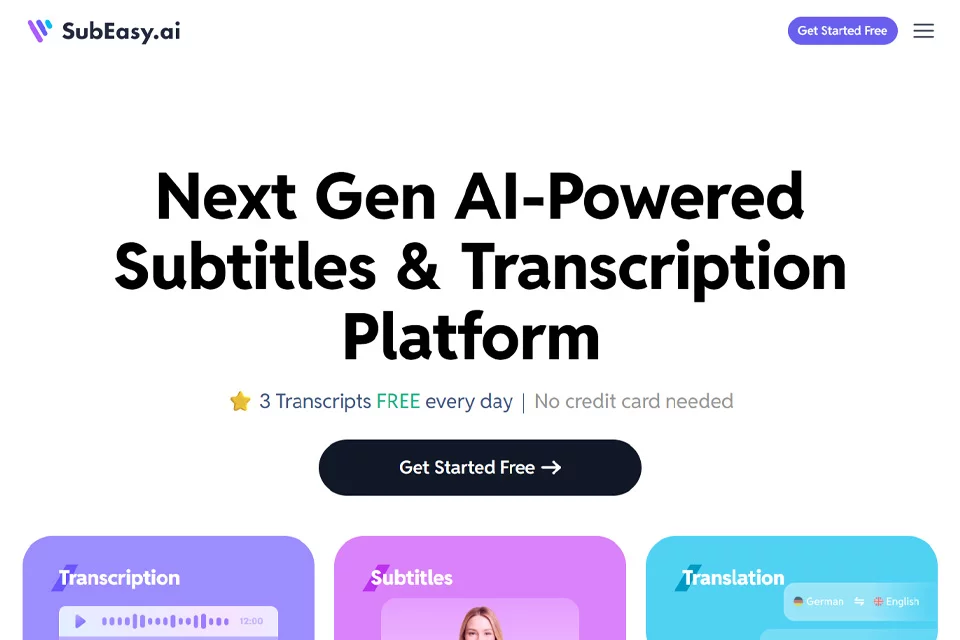 SubEasy.ai
Get Started Free
Next Gen AI-Powered
Subtitles & Transcription
Platform
3 Transcripts FREE every day | No credit card needed
Get Started Free →
Transcription
Subtitles
Translation
12:00
German
English